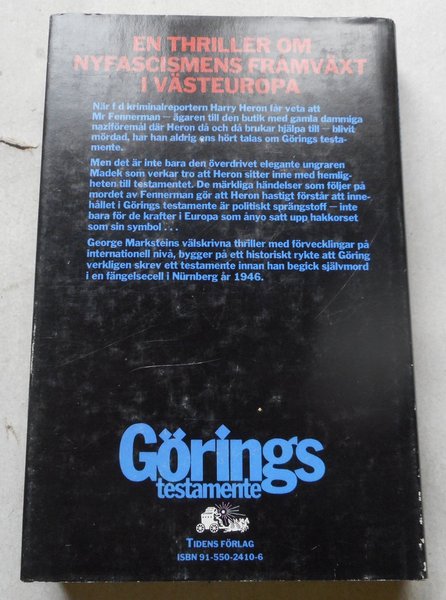 EN THRILLER OM
NYFASCISMENS FRAMVÄXT
I VÄSTEUROPA
När f d kriminalreportern Harry Heron får veta att
Mr Fennerman – ägaren till den butik med gamla dammiga
naziföremål där Heron då och då brukar hjälpa till – blivit
mördad, har han aldrig ens hört talas om Görings testa-
mente.
Men det är inte bara den överdrivet elegante ungraren
Madek som verkar tro att Heron sitter inne med hemlig-
heten till testamentet. De märkliga händelser som följer på
mordet av Fennerman gör att Heron hastigt förstår att inne-
hållet i Görings testamente är politiskt sprängstoff – inte
bara för de krafter i Europa som ånyo satt upp hakkorset
som sin symbol . . .
George Marksteins välskrivna thriller med förvecklingar på
internationell nivå, bygger på ett historiskt rykte att Göring
verkligen skrev ett testamente innan han begick självmord
i en fängelsecell i Nürnberg år 1946.
Görings
testamente
TIDENS FÖRLAG
ISBN 91-550-2410-6